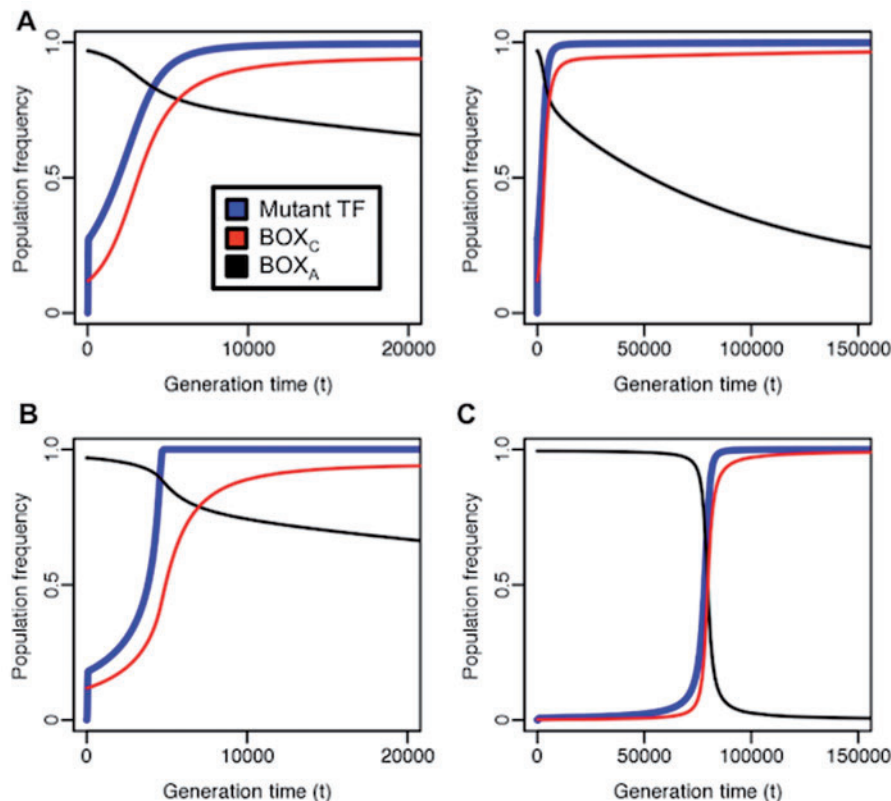 A
Population frequency
1.0
0.5
0
Mutant TF
BOXC
BOXA
0
10000
20000
Generation time (t)
Population frequency
1.0
0.5
0
0
50000
100000
150000
Generation time (t)
B
Population frequency
1.0
0.5
0
0
10000
20000
Generation time (t)
C
Population frequency
1.0
0.5
0
0
50000
100000
150000
Generation time (t)